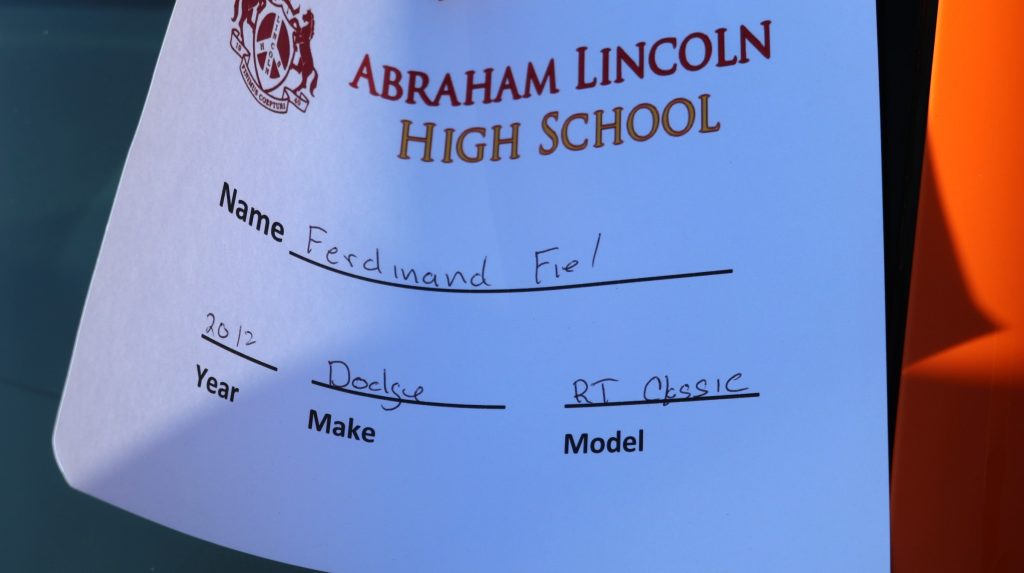 ABRAHAM LINCOLN
HIGH SCHOOL
Name Ferdinand Fiel
2012 Dodge RT Classic
Year Make Model